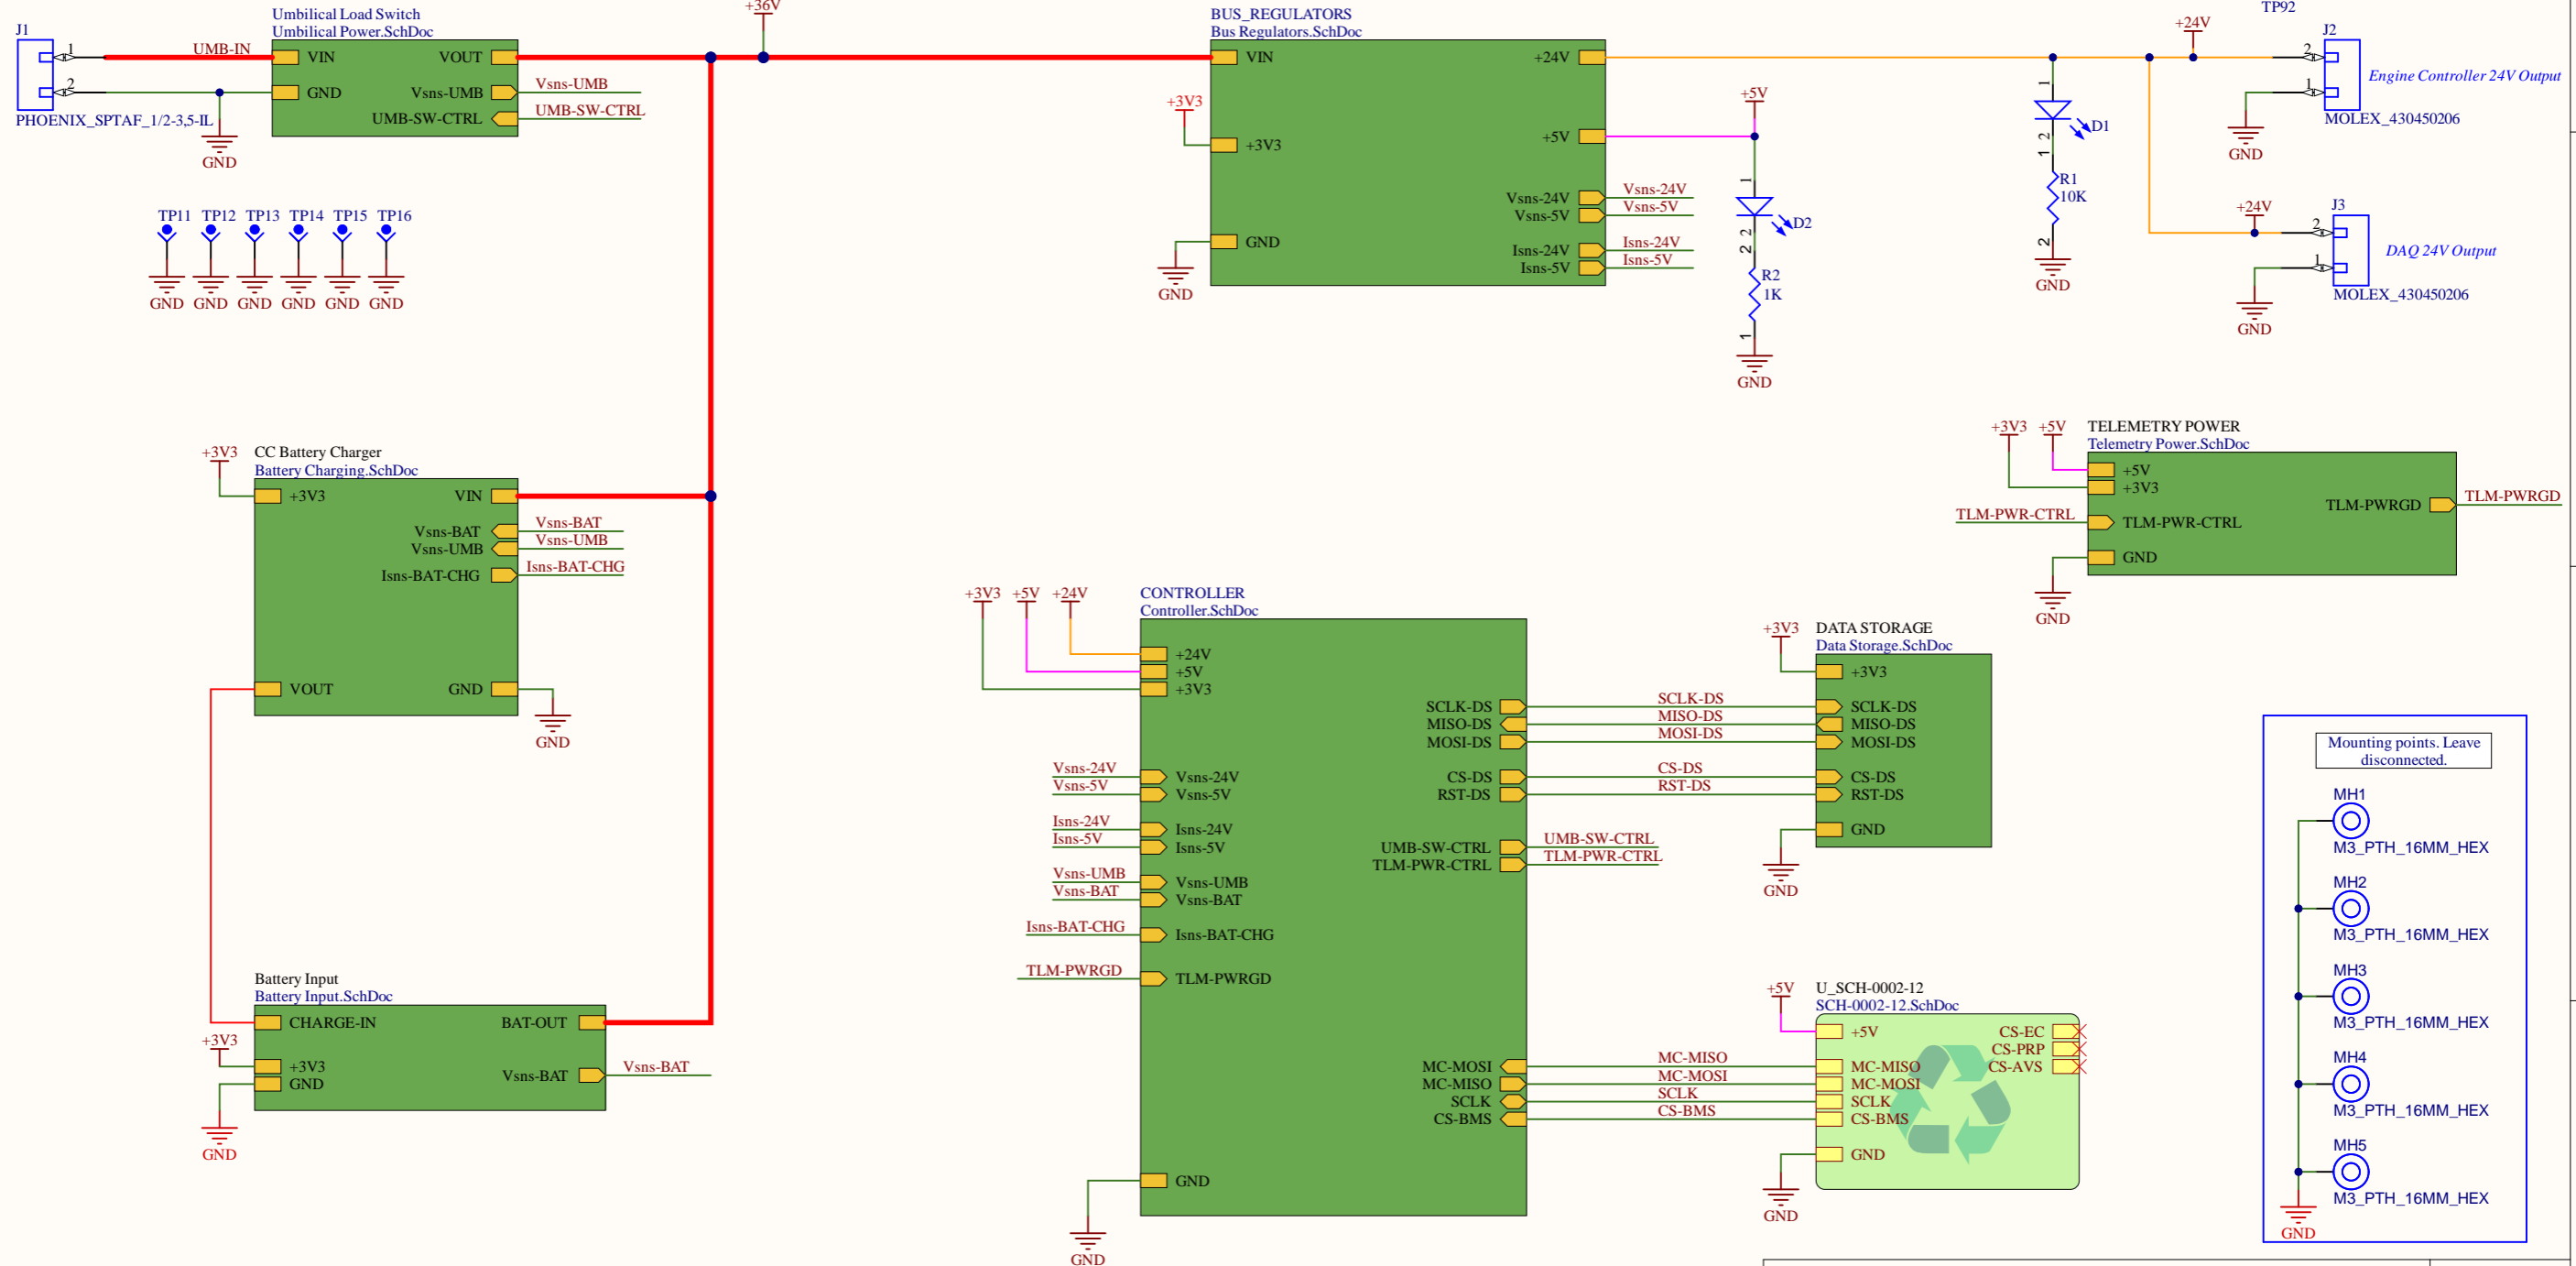 J1
1
2
PHOENIX_SPTAF_1/2-3,5-IL
UMB-IN
GND
Umbilical Load Switch
Umbilical Power.SchDoc
VIN
GND
VOUT
Vsns-UMB
UMB-SW-CTRL
Vsns-UMB
UMB-SW-CTRL
+36V
TP11
TP12
TP13
TP14
TP15
TP16
GND
GND
GND
GND
GND
GND
BUS_REGULATORS
Bus Regulators.SchDoc
VIN
+3V3
+3V3
GND
GND
+24V
+5V
Vsns-24V
Vsns-5V
Isns-24V
Isns-5V
Vsns-24V
Vsns-5V
Isns-24V
Isns-5V
+5V
1
D2
2
2
R2
1K
1
GND
1
D1
2
1
R1
10K
2
GND
TP92
+24V
J2
2
1
Engine Controller 24V Output
MOLEX_430450206
GND
+24V
J3
2
1
DAQ 24V Output
MOLEX_430450206
GND
CC Battery Charger
Battery Charging.SchDoc
+3V3
+3V3
VIN
Vsns-BAT
Vsns-UMB
Isns-BAT-CHG
Vsns-BAT
Vsns-UMB
Isns-BAT-CHG
VOUT
GND
GND
Battery Input
Battery Input.SchDoc
CHARGE-IN
+3V3
+3V3
GND
GND
BAT-OUT
Vsns-BAT
Vsns-BAT
+3V3
+5V
+24V
CONTROLLER
Controller.SchDoc
+24V
+5V
+3V3
Vsns-24V
Vsns-5V
Isns-24V
Isns-5V
Vsns-UMB
Vsns-BAT
Isns-BAT-CHG
TLM-PWRGD
Vsns-24V
Vsns-5V
Isns-24V
Isns-5V
Vsns-UMB
Vsns-BAT
Isns-BAT-CHG
TLM-PWRGD
GND
GND
SCLK-DS
MISO-DS
MOSI-DS
CS-DS
RST-DS
UMB-SW-CTRL
TLM-PWR-CTRL
MC-MOSI
MC-MISO
SCLK
CS-BMS
SCLK-DS
MISO-DS
MOSI-DS
CS-DS
RST-DS
UMB-SW-CTRL
TLM-PWR-CTRL
MC-MISO
MC-MOSI
SCLK
CS-BMS
DATA STORAGE
Data Storage.SchDoc
+3V3
+3V3
SCLK-DS
MISO-DS
MOSI-DS
CS-DS
RST-DS
GND
GND
U_SCH-0002-12
SCH-0002-12.SchDoc
+5V
+5V
MC-MISO
MC-MOSI
SCLK
CS-BMS
GND
GND
CS-EC
CS-PRP
CS-AVS
+3V3
+5V
TELEMETRY POWER
Telemetry Power.SchDoc
+5V
+3V3
TLM-PWR-CTRL
TLM-PWR-CTRL
GND
GND
TLM-PWRGD
TLM-PWRGD
Mounting points. Leave
disconnected.
MH1
M3_PTH_16MM_HEX
MH2
M3_PTH_16MM_HEX
MH3
M3_PTH_16MM_HEX
MH4
M3_PTH_16MM_HEX
MH5
M3_PTH_16MM_HEX
GND